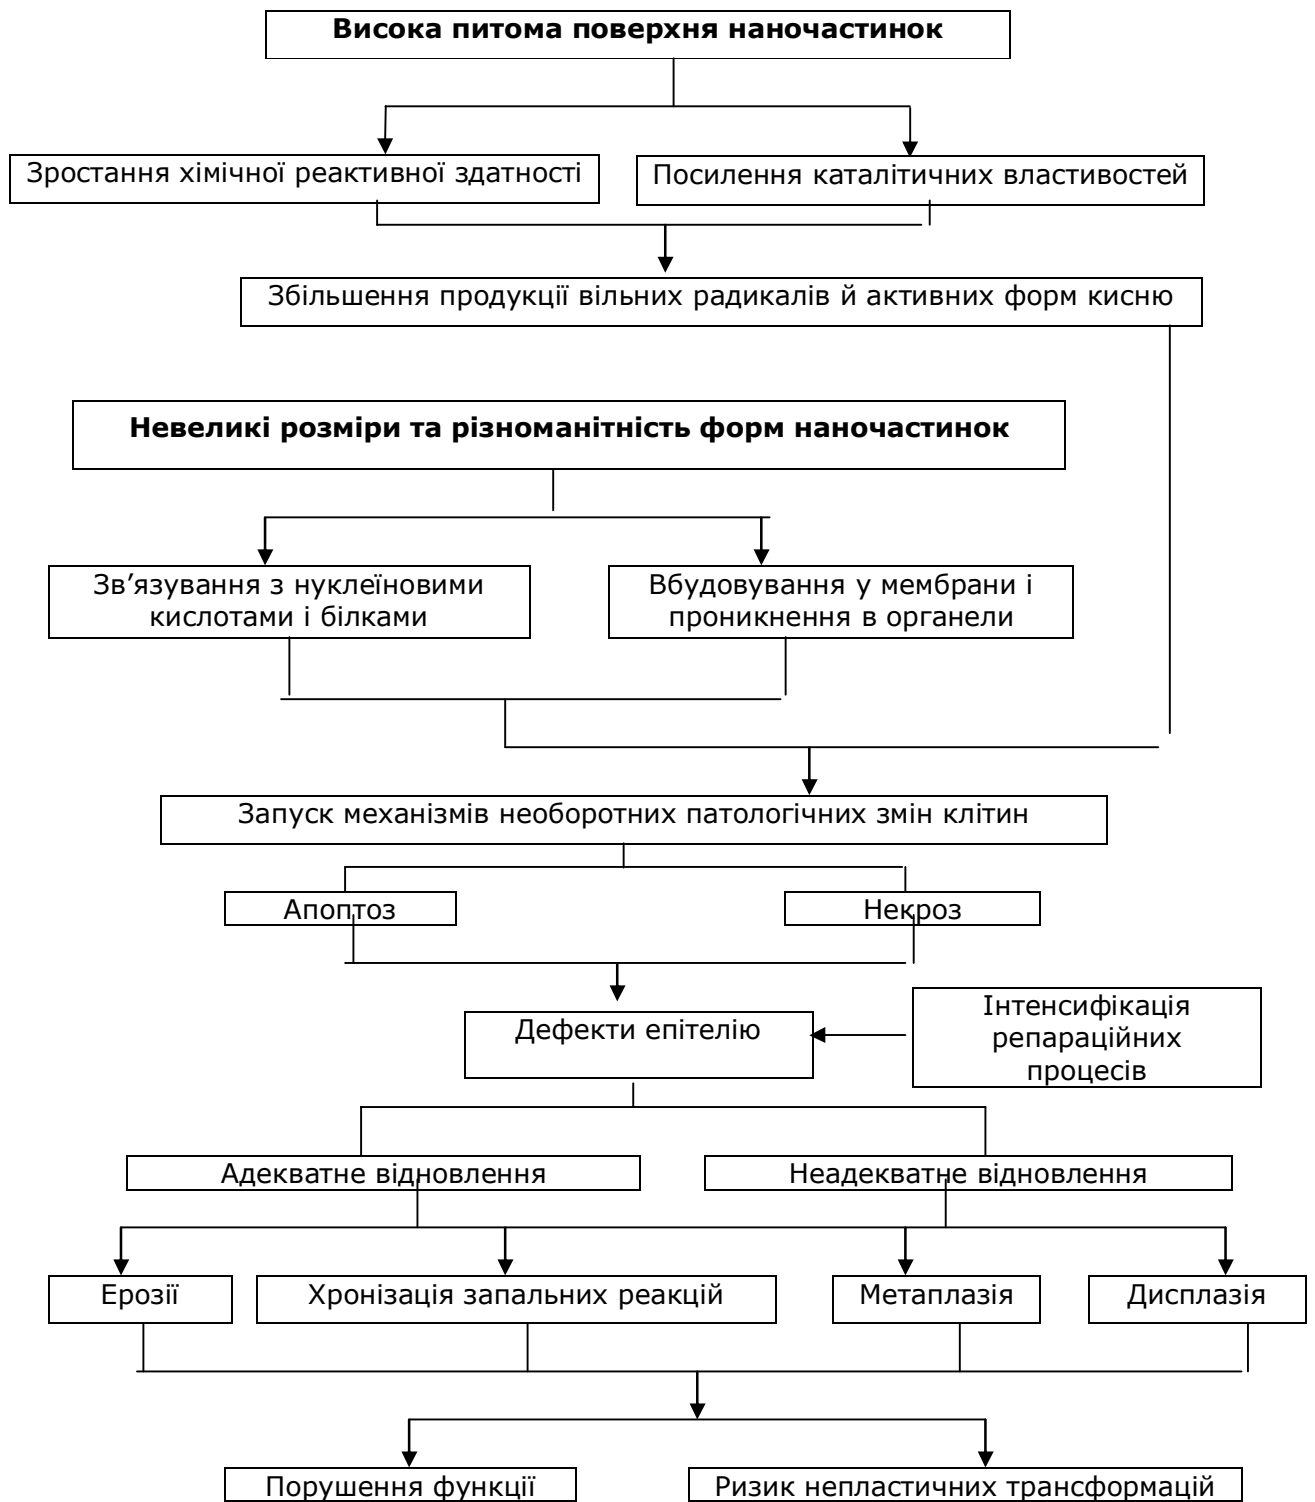 Висока питома поверхня наночастинок
Зростання хімічної реактивної здатності
Посилення каталітичних властивостей
Збільшення продукції вільних радикалів й активних форм кисню
Невеликі розміри та різноманітність форм наночастинок
Зв’язування з нуклеїновими
кислотами і білками
Вбудовування у мембрани і
проникнення в органели
Запуск механізмів необоротних патологічних змін клітин
Апоптоз
Некроз
Дефекти епітелію
Інтенсифікація
репараційних
процесів
Адекватне відновлення
Неадекватне відновлення
Ерозії
Хронізація запальних реакцій
Метаплазія
Дисплазія
Порушення функції
Ризик непластичних трансформацій